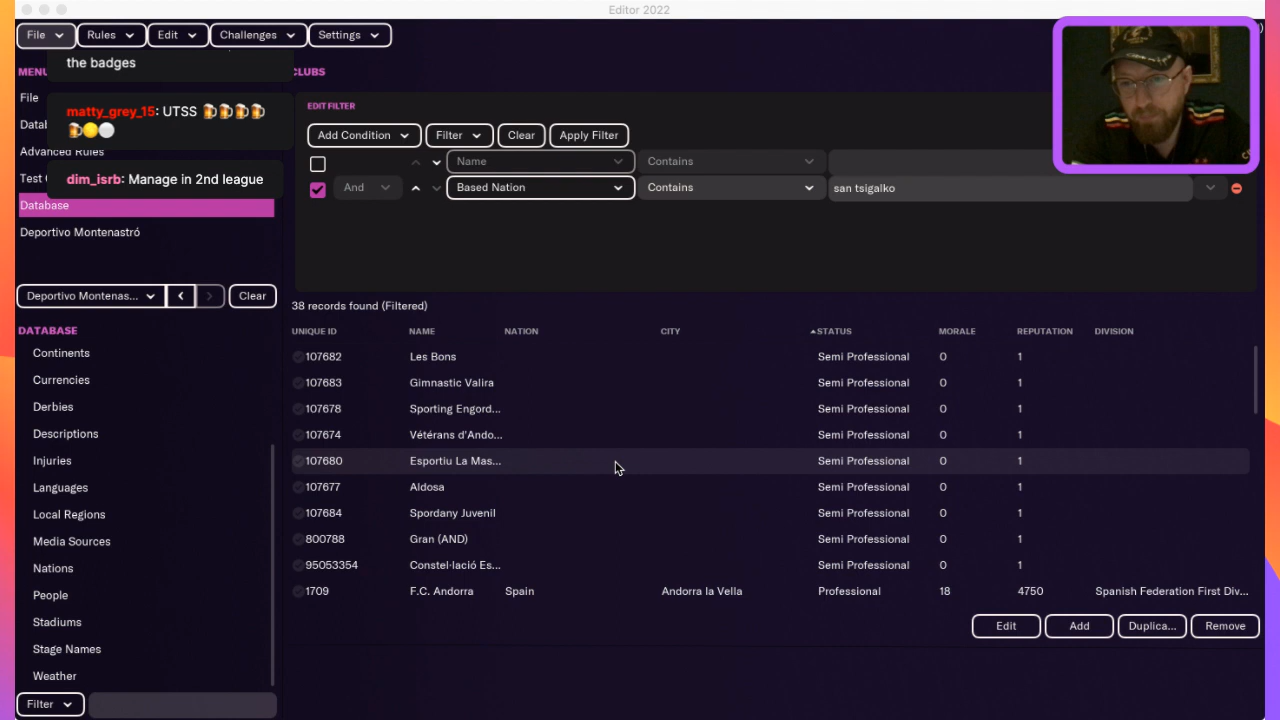 Editor 2022
File Rules Edit Challenges Settings
the badges
MENU
CLUBS
File
EDIT FILTER
matty_grey_15: UTSS 🍺🍺🍺🍺
🍺🟡⚪
Add Condition Filter Clear Apply Filter
Advanced Rules
Name Contains
dim_isrb: Manage in 2nd league
And Based Nation Contains san tsigalko
Database
Deportivo Montenastró
Deportivo Montenas... Clear
38 records found (Filtered)
DATABASE
UNIQUE ID NAME NATION CITY STATUS MORALE REPUTATION DIVISION
Continents
107682 Les Bons Semi Professional 0 1
Currencies
107683 Gimnastic Valira Semi Professional 0 1
Derbies
107678 Sporting Engord... Semi Professional 0 1
Descriptions
107674 Vétérans d'Ando... Semi Professional 0 1
Injuries
107680 Esportiu La Mas... Semi Professional 0 1
Languages
107677 Aldosa Semi Professional 0 1
Local Regions
107684 Spordany Juvenil Semi Professional 0 1
Media Sources
800788 Gran (AND) Semi Professional 0 1
Nations
95053354 Constel·lació Es... Semi Professional 0 1
People
1709 F.C. Andorra Spain Andorra la Vella Professional 18 4750 Spanish Federation First Div...
Stadiums
Edit Add Duplica... Remove
Stage Names
Weather
Filter